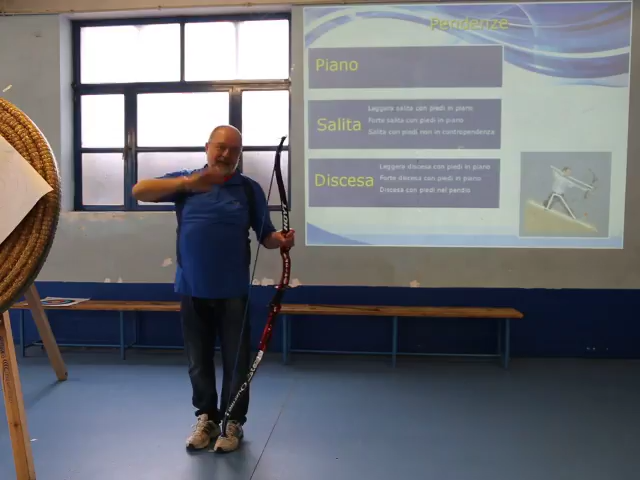 Pendenze
Piano
Salita
Leggera salita con piedi in piano
Forte salita con piedi in piano
Salita con piedi non in contropendenza
Discesa
Leggera discesa con piedi in piano
Forte discesa con piedi in piano
Discesa con piedi nel pendio